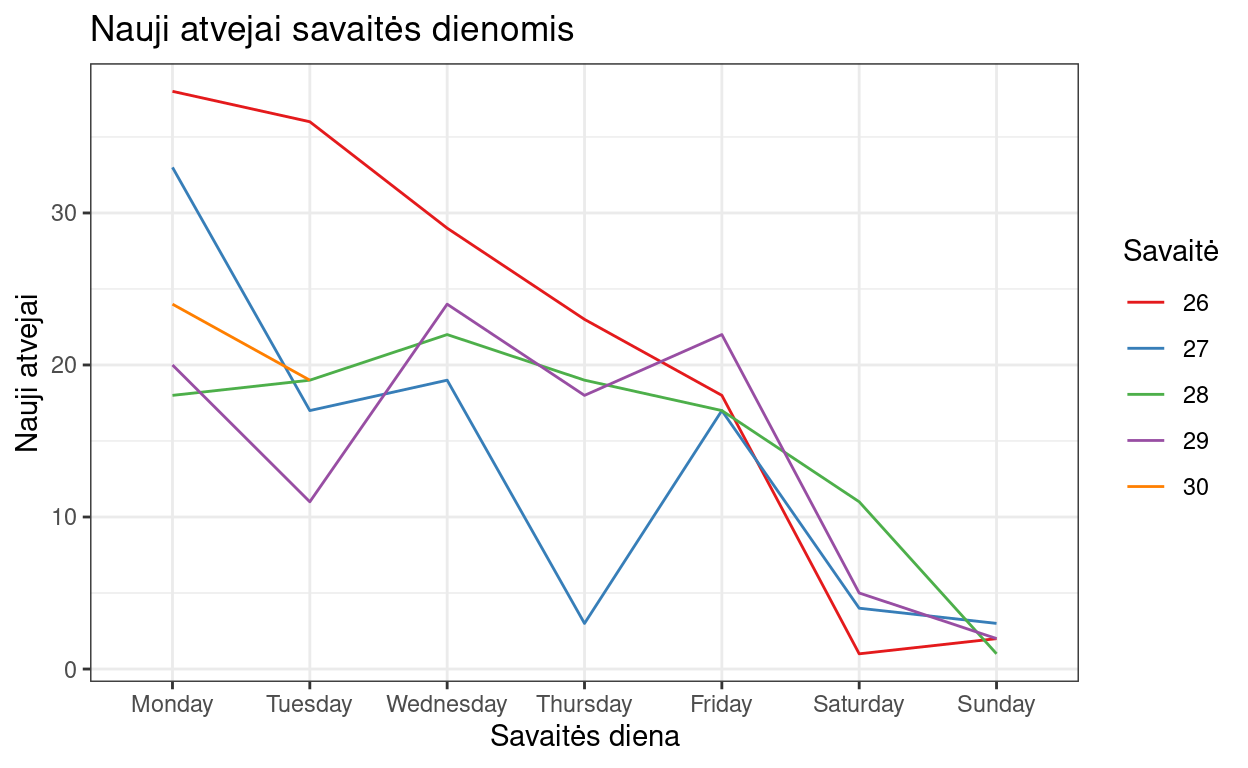 Nauji atvejai savaitės dienomis
Nauji atvejai
30
20
10
0
Monday Tuesday Wednesday Thursday Friday Saturday Sunday
Savaitės diena
Savaitė
26
27
28
29
30